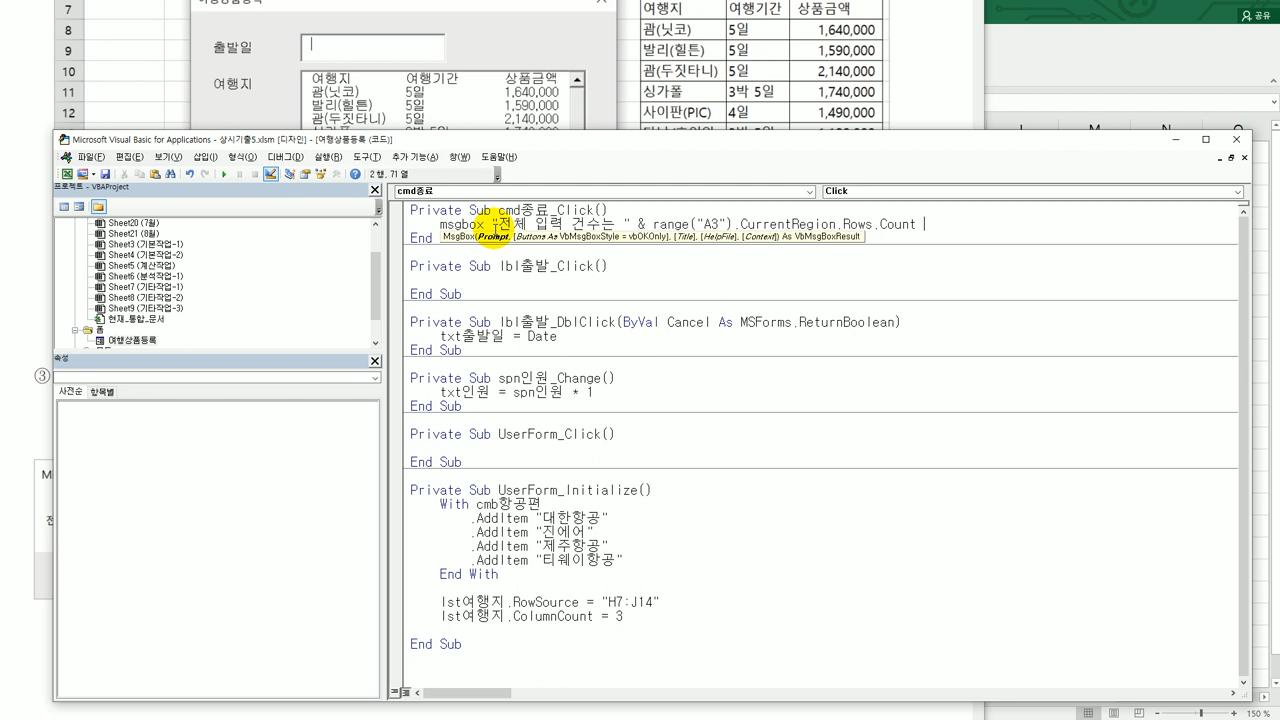 7 여행지 여행기간 상품금액
출발일
8 괌(닛코) 5일 1,640,000
9 발리(힐튼) 5일 1,590,000
10 괌(두짓타니) 5일 2,140,000
11 싱가폴 3박 5일 1,740,000
12 사이판(PIC) 4일 1,490,000
여행지
여행지 여행기간 상품금액
괌(닛코) 5일 1,640,000
발리(힐튼) 5일 1,590,000
괌(두짓타니) 5일 2,140,000
공유
Microsoft Visual Basic for Applications - 상시기출5.xlsm [디자인] - [여행상품등록 (코드)]
파일(F) 편집(E) 보기(V) 삽입(I) 형식(O) 디버그(D) 실행(R) 도구(T) 추가 기능(A) 창(W) 도움말(H)
2행, 71열
프로젝트 - VBAProject
Sheet20 (7월)
Sheet21 (8월)
Sheet3 (기본작업-1)
Sheet4 (기본작업-2)
Sheet5 (계산작업)
Sheet6 (분석작업-1)
Sheet7 (기타작업-1)
Sheet8 (기타작업-2)
Sheet9 (기타작업-3)
현재_통합_문서
폼
여행상품등록
속성
사전순 항목별
③
cmd종료 Click
Private Sub cmd종료_Click()
msgbox "전체 입력 건수는 " & range("A3").CurrentRegion.Rows.Count
MsgBox(Prompt, [Buttons As VbMsgBoxStyle = vbOKOnly], [Title], [HelpFile], [Context]) As VbMsgBoxResult
End
Private Sub lbl출발_Click()
End Sub
Private Sub lbl출발_DblClick(ByVal Cancel As MSForms.ReturnBoolean)
txt출발일 = Date
End Sub
Private Sub spn인원_Change()
txt인원 = spn인원 * 1
End Sub
Private Sub UserForm_Click()
End Sub
Private Sub UserForm_Initialize()
With cmb항공편
.AddItem "대한항공"
.AddItem "진에어"
.AddItem "제주항공"
.AddItem "티웨이항공"
End With
lst여행지.RowSource = "H7:J14"
lst여행지.ColumnCount = 3
End Sub
150 %